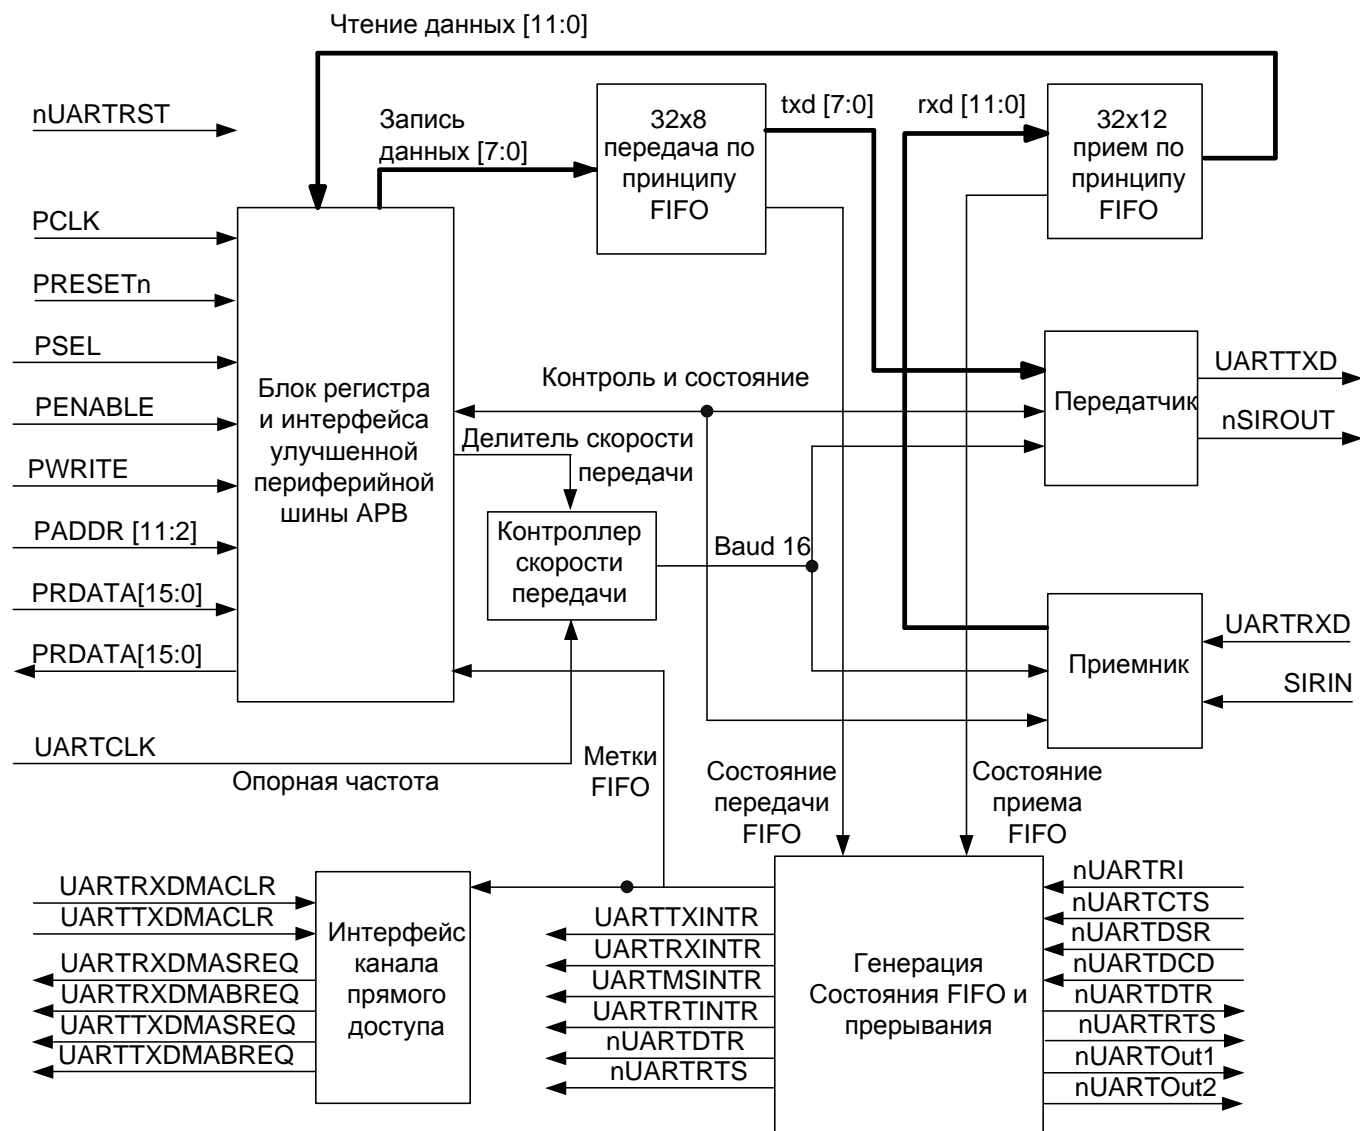 Чтение данных [11:0]
nUARTRST
Запись
данных [7:0]
32x8
передача по
принципу
FIFO
txd [7:0]
rxd [11:0]
32x12
прием по
принципу
FIFO
PCLK
PRESETn
PSEL
PENABLE
PWRITE
PADDR [11:2]
PRDATA[15:0]
PRDATA[15:0]
UARTCLK
Опорная частота
Блок регистра
и интерфейса
улучшенной
периферийной
шины APB
Контроль и состояние
Делитель скорости
передачи
Контроллер
скорости
передачи
Baud 16
Передатчик
UARTTXD
nSIROUT
Приемник
UARTRXD
SIRIN
Метки
FIFO
Состояние
передачи
FIFO
Состояние
приема
FIFO
UARTRXDMACLR
UARTTXDMACLR
UARTRXDMASREQ
UARTRXDMABREQ
UARTTXDMASREQ
UARTTXDMABREQ
Интерфейс
канала
прямого
доступа
UARTTXINTR
UARTRXINTR
UARTMSINTR
UARTRTINTR
nUARTDTR
nUARTRTS
Генерация
Состояния FIFO и
прерывания
nUARTRI
nUARTCTS
nUARTDSR
nUARTDCD
nUARTDTR
nUARTRTS
nUARTOut1
nUARTOut2